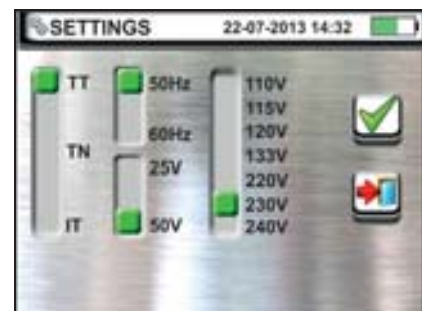 SETTINGS 22-07-2013 14:32
TT
TN
IT
50Hz
60Hz
25V
50V
110V
115V
120V
133V
220V
230V
240V